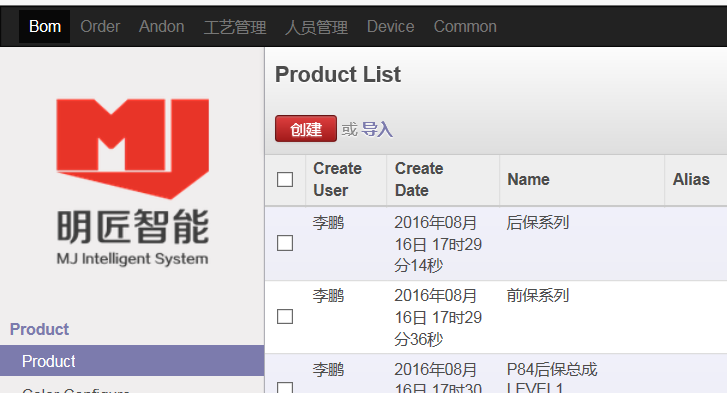 Bom Order Andon 工艺管理 人员管理 Device Common
MJ
明匠智能
MJ Intelligent System
Product
Product
Color Configure
Product List
创建 或 导入
Create User
Create Date
Name
Alias
李鹏
2016年08月
16日 17时29
分14秒
后保系列
李鹏
2016年08月
16日 17时29
分36秒
前保系列
李鹏
2016年08月
16日 17时30
P84后保总成
LEVEL1